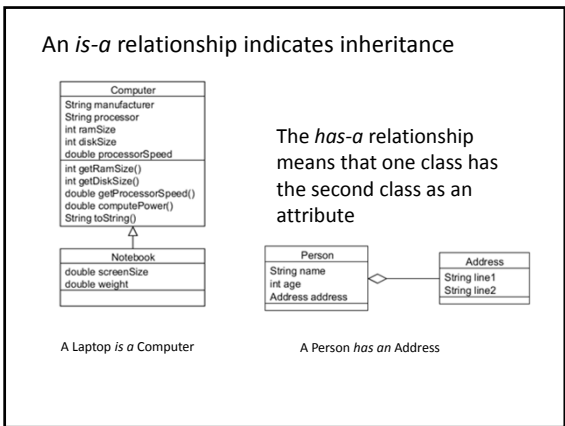 An is-a relationship indicates inheritance
Computer
String manufacturer
String processor
int ramSize
int diskSize
double processorSpeed
int getRamSize()
int getDiskSize()
double getProcessorSpeed()
double computePower()
String toString()
Notebook
double screenSize
double weight
A Laptop is a Computer
The has-a relationship
means that one class has
the second class as an
attribute
Person
String name
int age
Address address
Address
String line1
String line2
A Person has an Address